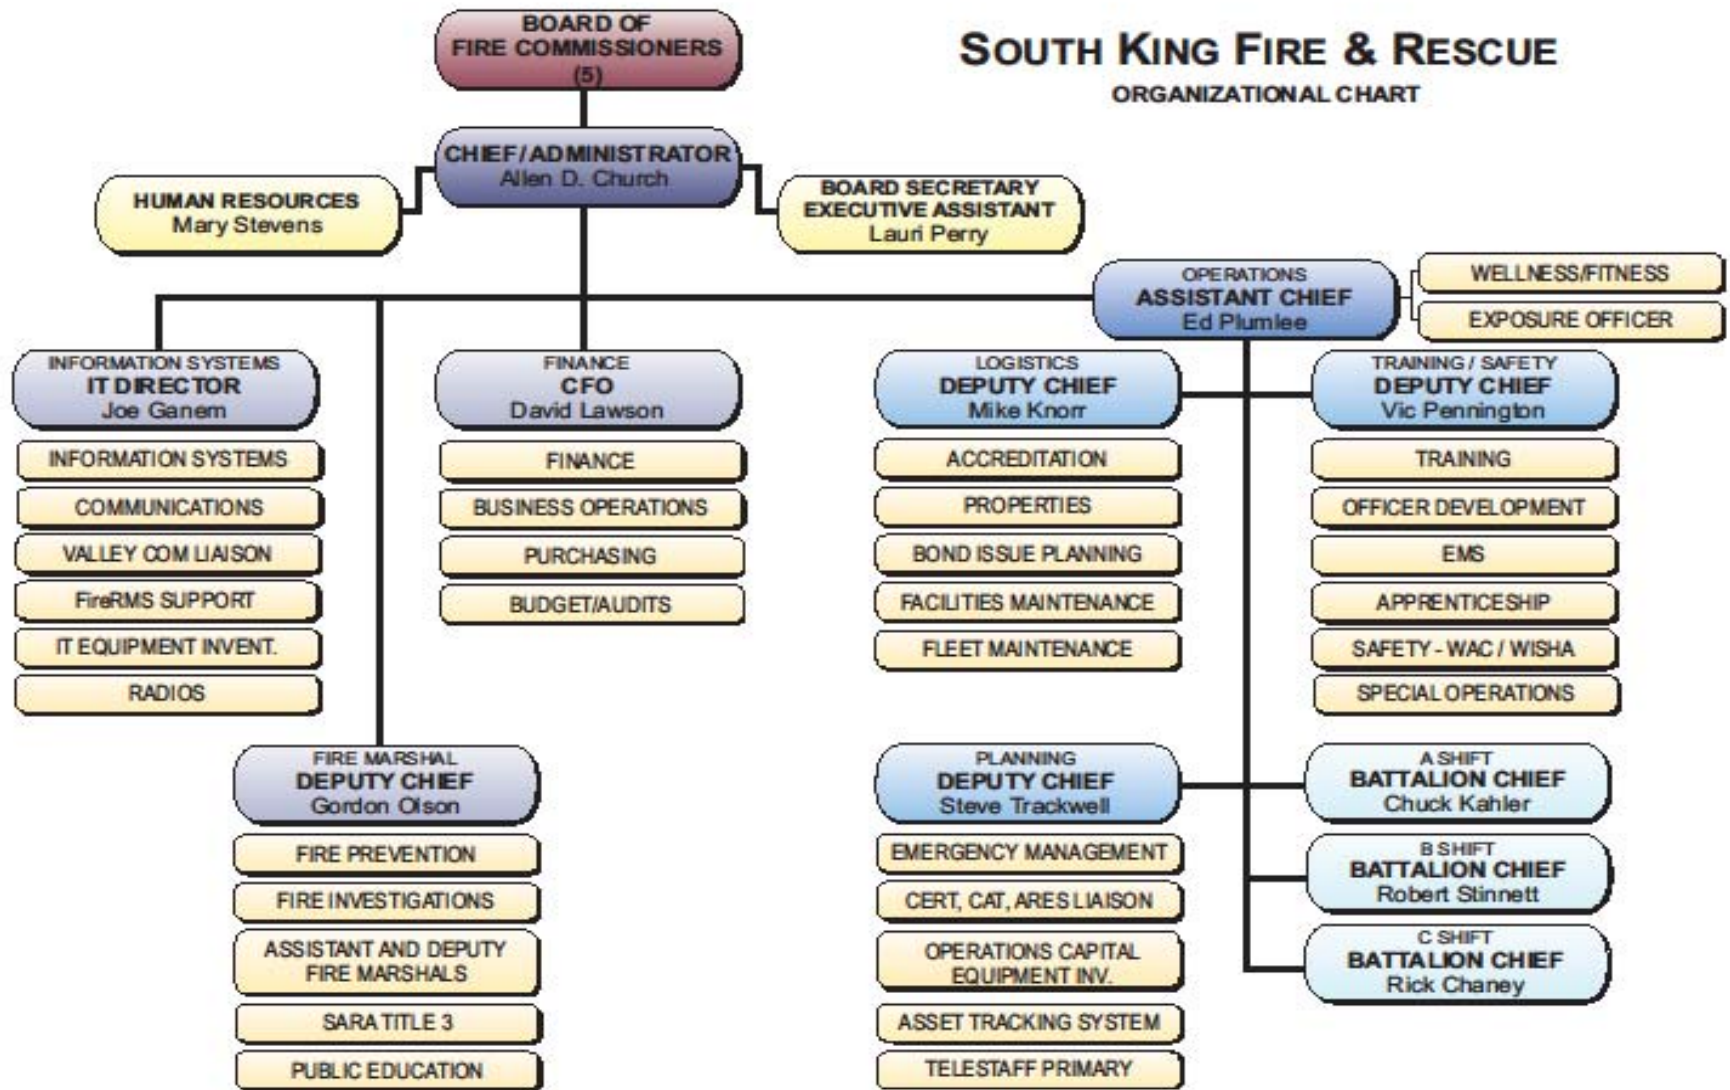 SOUTH KING FIRE & RESCUE
ORGANIZATIONAL CHART
BOARD OF
FIRE COMMISSIONERS
(5)
CHIEF/ADMINISTRATOR
Allen D. Church
HUMAN RESOURCES
Mary Stevens
BOARD SECRETARY
EXECUTIVE ASSISTANT
Lauri Perry
OPERATIONS
ASSISTANT CHIEF
Ed Plumlee
WELLNESS/FITNESS
EXPOSURE OFFICER
INFORMATION SYSTEMS
IT DIRECTOR
Joe Ganem
INFORMATION SYSTEMS
COMMUNICATIONS
VALLEY COM LIAISON
FireRMS SUPPORT
IT EQUIPMENT INVENT.
RADIOS
FINANCE
CFO
David Lawson
FINANCE
BUSINESS OPERATIONS
PURCHASING
BUDGET/AUDITS
LOGISTICS
DEPUTY CHIEF
Mike Knorr
ACCREDITATION
PROPERTIES
BOND ISSUE PLANNING
FACILITIES MAINTENANCE
FLEET MAINTENANCE
TRAINING / SAFETY
DEPUTY CHIEF
Vic Pennington
TRAINING
OFFICER DEVELOPMENT
EMS
APPRENTICESHIP
SAFETY - WAC / WISHA
SPECIAL OPERATIONS
FIRE MARSHAL
DEPUTY CHIEF
Gordon Olson
FIRE PREVENTION
FIRE INVESTIGATIONS
ASSISTANT AND DEPUTY
FIRE MARSHALS
SARA TITLE 3
PUBLIC EDUCATION
PLANNING
DEPUTY CHIEF
Steve Trackwell
EMERGENCY MANAGEMENT
CERT, CAT, ARES LIAISON
OPERATIONS CAPITAL
EQUIPMENT INV.
ASSET TRACKING SYSTEM
TELESTAFF PRIMARY
A SHIFT
BATTALION CHIEF
Chuck Kahler
B SHIFT
BATTALION CHIEF
Robert Stinnett
C SHIFT
BATTALION CHIEF
Rick Chaney